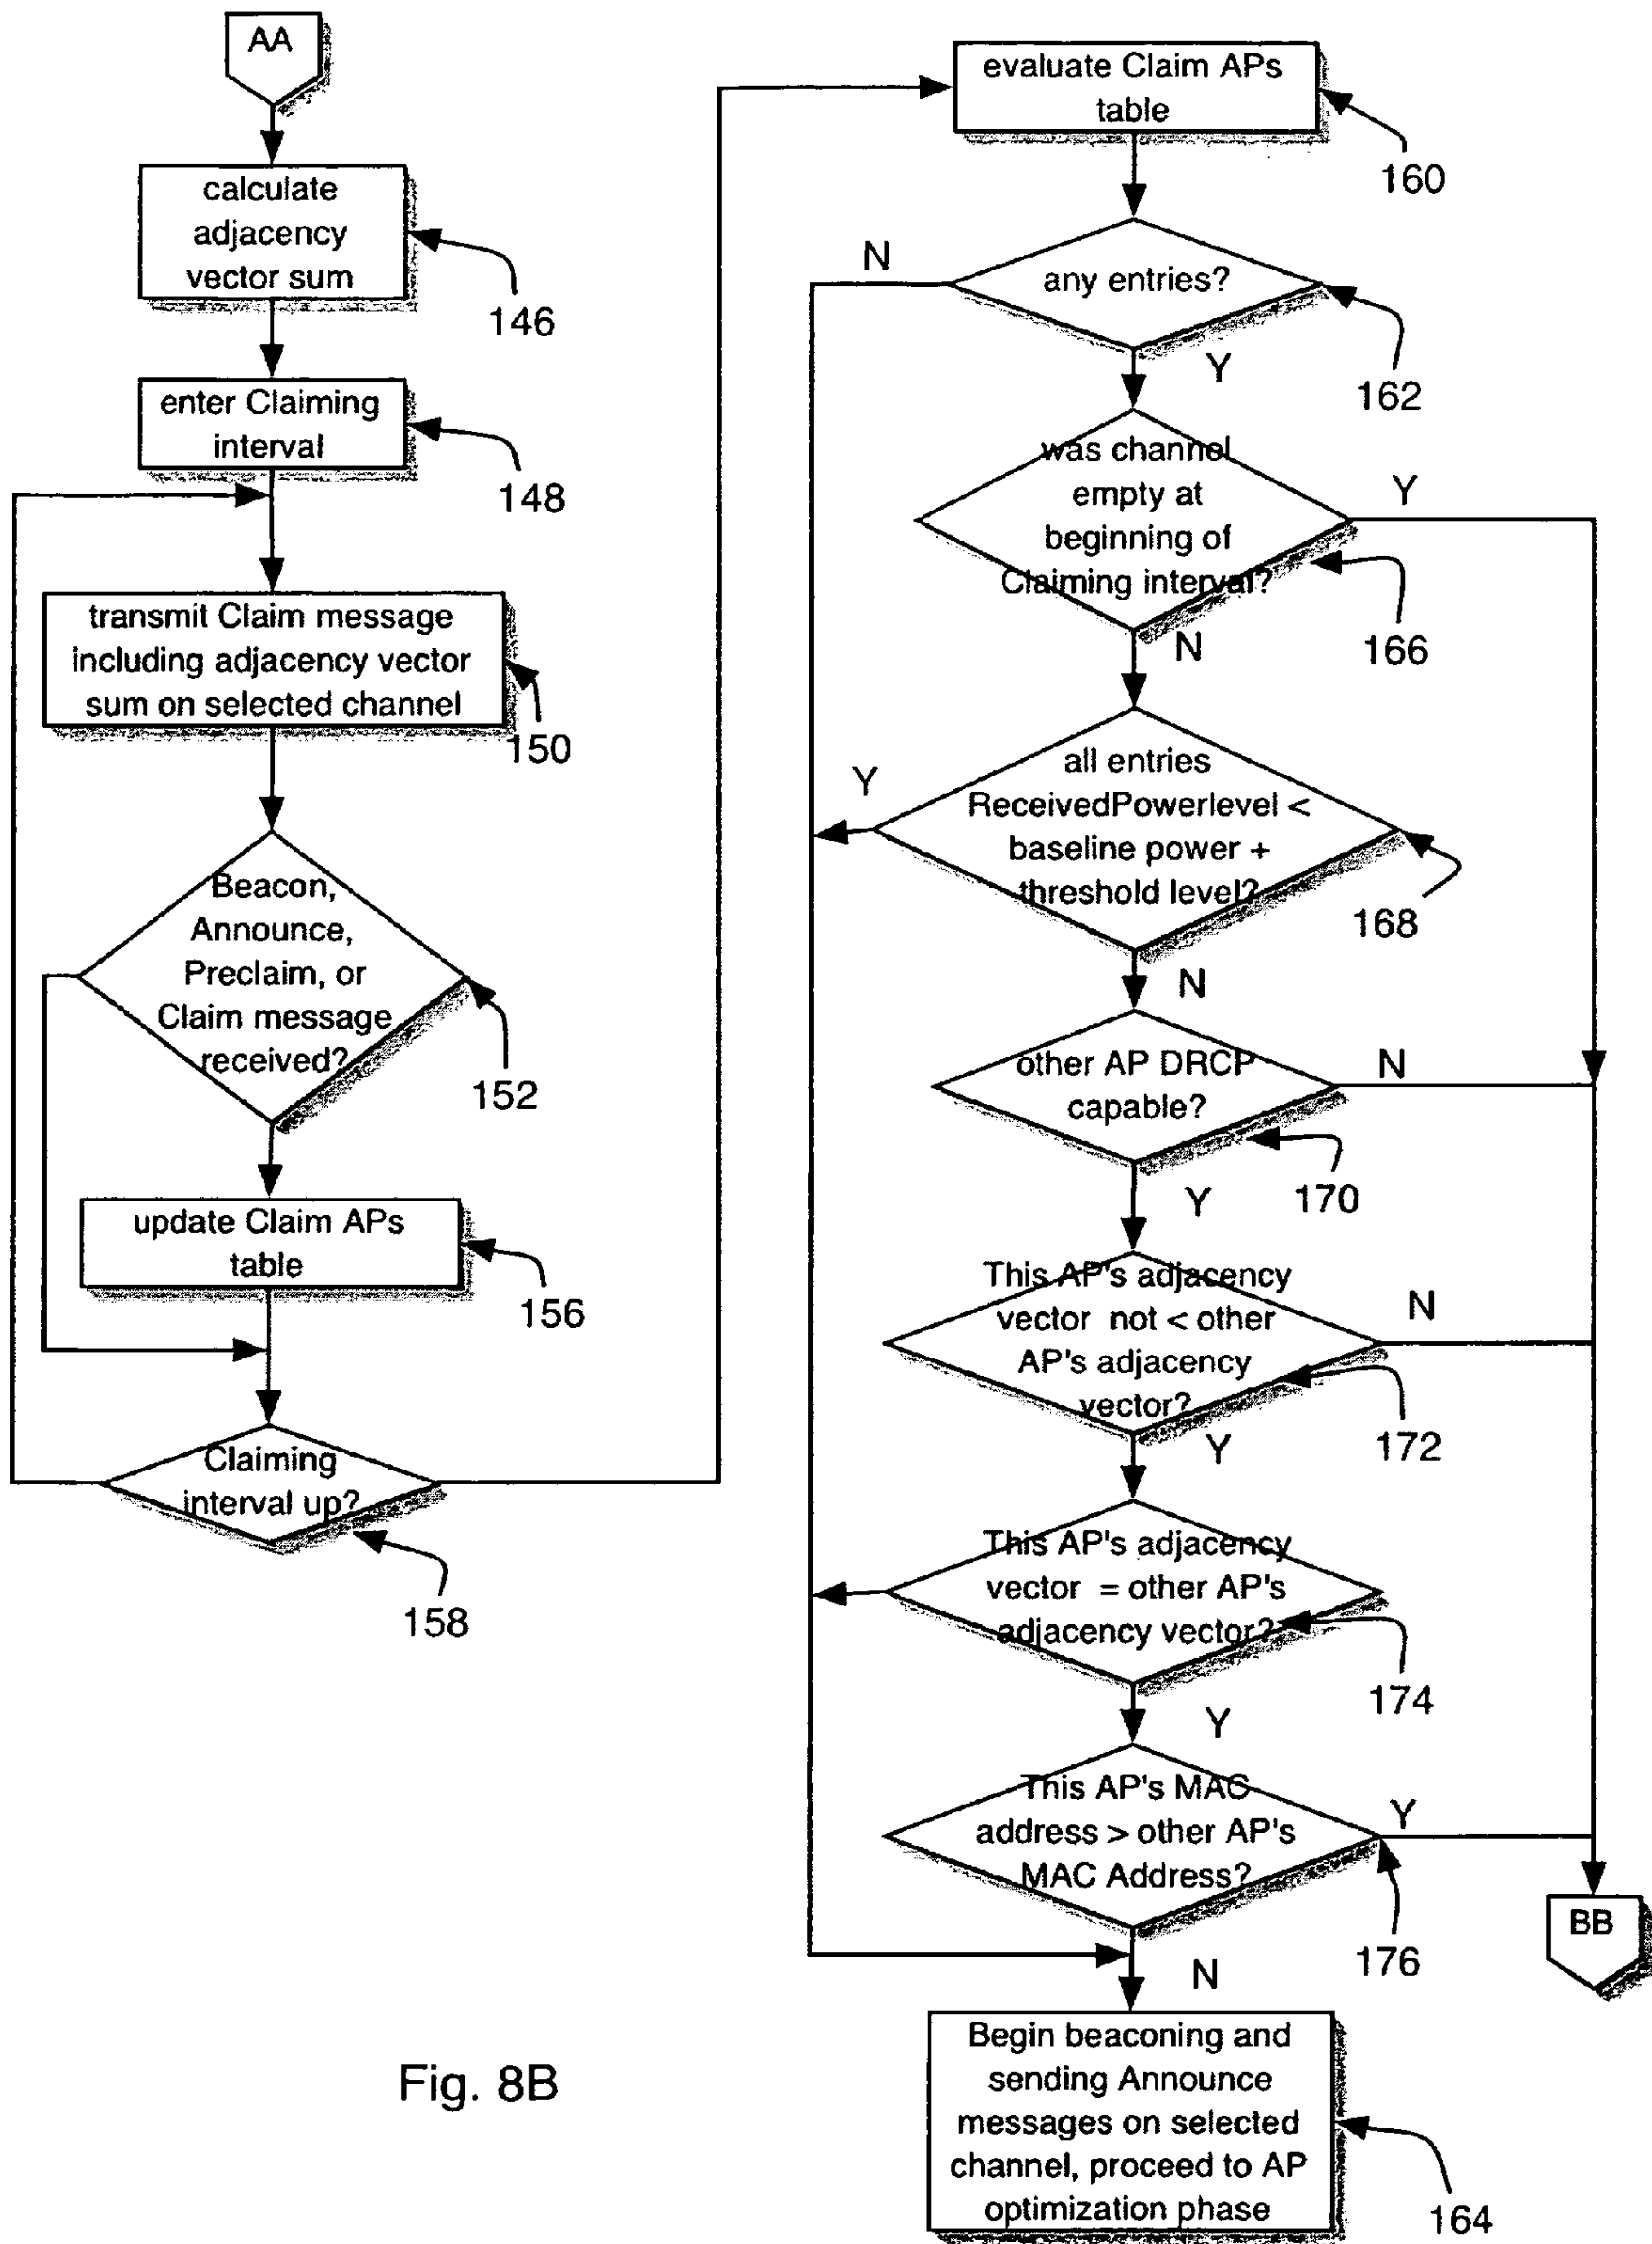 AA
calculate
adjacency
vector sum
146
enter Claiming
interval
148
transmit Claim message
including adjacency vector
sum on selected channel
150
Beacon,
Announce,
Preclaim, or
Claim message
received?
152
update Claim APs
table
156
Claiming
interval up?
158
evaluate Claim APs
table
160
N
any entries?
Y
162
was channel
empty at
beginning of
Claiming interval?
Y
N
166
Y
all entries
ReceivedPowerlevel <
baseline power +
threshold level?
168
N
other AP DRCP
capable?
N
Y
170
This AP's adjacency
vector not < other
AP's adjacency
vector?
N
Y
172
This AP's adjacency
vector = other AP's
adjacency vector?
174
Y
This AP's MAC
address > other AP's
MAC Address?
Y
176
N
BB
Begin beaconing and
sending Announce
messages on selected
channel, proceed to AP
optimization phase
164
Fig. 8B